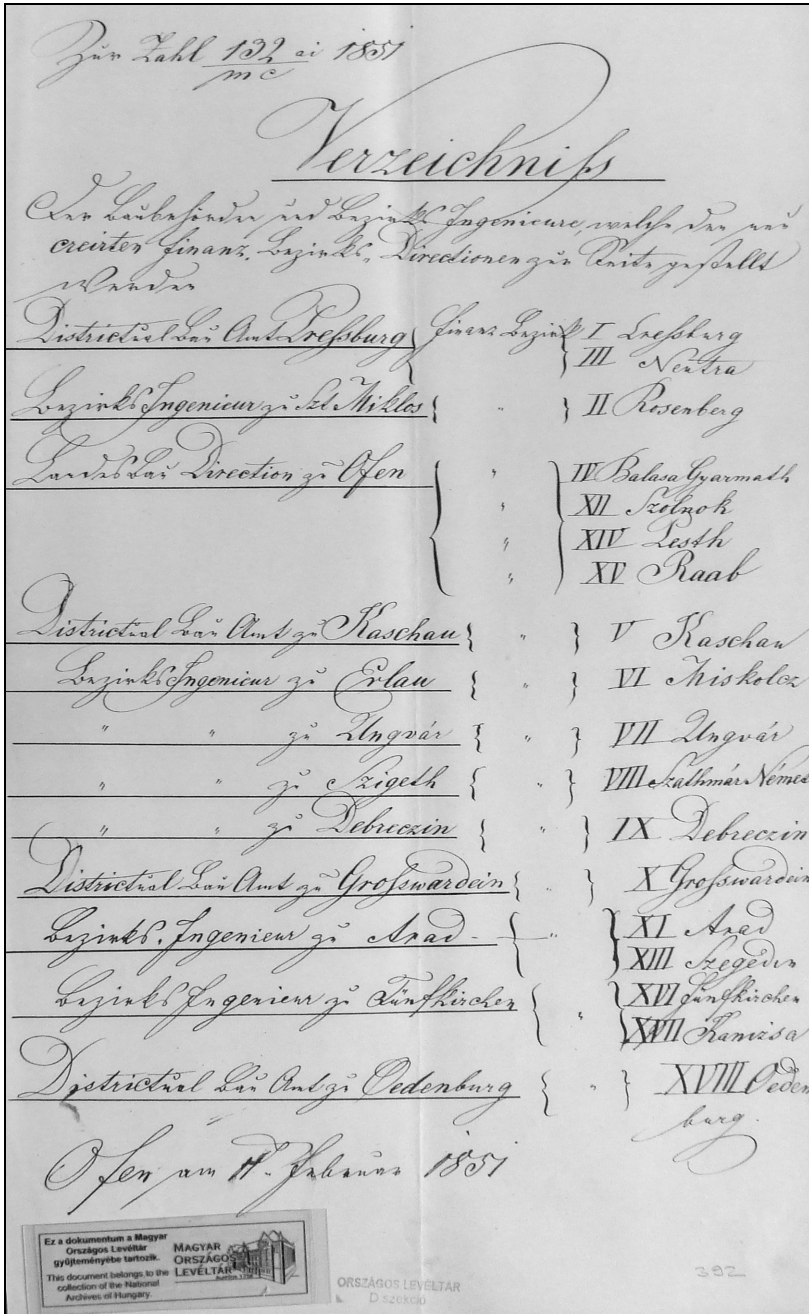 Zur Zahl 132/mc ai 1851
Verzeichniß
Der Baubehörden und Bezirks Ingenieure, welche den neu
creirten Finanz-Bezirks-Directionen zur Seite gestellt
werden
Districtual Bau Amt Preßburg { Finanz Bezirk } I Preßburg
III Neutra
Bezirks Ingenieur zu Szt Miklos { " } II Rosenberg
Landes Bau Direction zu Ofen { " } IV Balasa Gyarmath
" XII Szolnok
" XIV Pesth
" XV Raab
Districtual Bau Amt zu Kaschau { " } V Kaschau
Bezirks Ingenieur zu Erlau { " } VI Miskolcz
" " zu Ungvár { " } VII Ungvár
" " zu Szigeth { " } VIII Szathmár Német
" " zu Debreczin { " } IX Debreczin
Districtual Bau Amt zu Großwardein { " } X Großwardein
Bezirks-Ingenieur zu Arad - { " } XI Arad
XIII Szegedin
Bezirks Ingenieur zu Fünfkirchen { " } XVI Fünfkirchen
XVII Kanizsa
Districtual Bau Amt zu Oedenburg { " } XVIII Oeden
burg.
Ofen am Februar 1851
Ez a dokumentum a Magyar
Országos Levéltár
gyűjteményébe tartozik.
This document belongs to the
collection of the National
Archives of Hungary.
MAGYAR
ORSZÁGOS
LEVÉLTÁR
ORSZÁGOS LEVÉLTÁR
D szekció
392